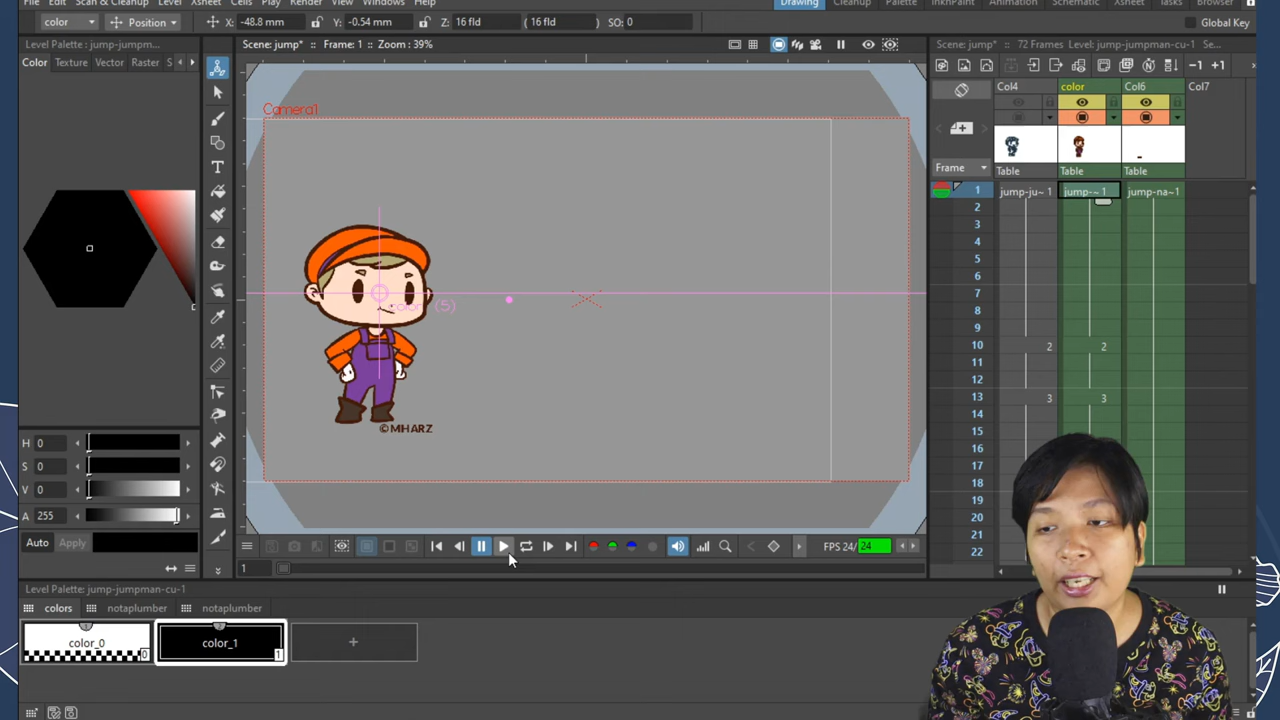 File Edit Scan & Cleanup Level Xsheet Cells Play Render View Windows Help
Drawing Cleanup Palette InknPaint Animation Schematic Xsheet Browser
color Position X: -48.8 mm Y: -0.54 mm Z: 16 fld ( 16 fld ) SO: 0 Global Key
Level Palette: jump-jumpm...
Scene: jump* :: Frame: 1 :: Zoom : 39%
Scene: jump* :: 72 Frames Level: jump-jumpman-cu-1 Se...
Color Texture Vector Raster S
-1 +1
Col4 color Col6 Col7
Camera1
Frame Table Table Table
1 jump-ju~ 1 jump-~ 1 jump-na~1
2
3
4
5
6
7
8
9
10 2 2
11
12
13 3 3
14
15
16
17
18
19
20
21
22
color (5)
©MHARZ
H 0
S 0
V 0
A 255
Auto Apply
FPS 24/ 24
1
Level Palette: jump-jumpman-cu-1
colors notaplumber notaplumber
color_0 0
color_1 1
+